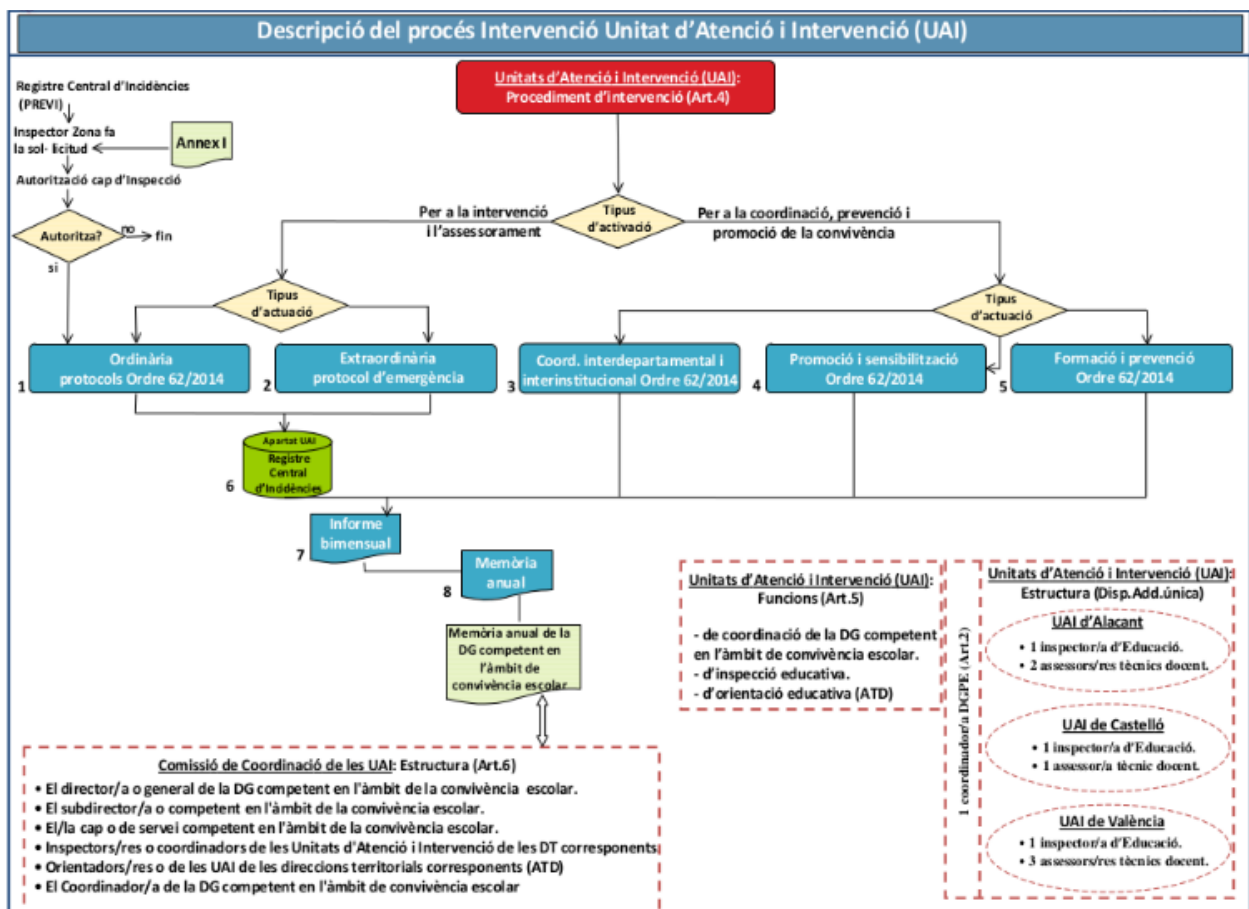 Descripció del procés Intervenció Unitat d'Atenció i Intervenció (UAI)
Registre Central d'Incidències
(PREVI)
Inspector Zona fa
la sol- licitud
Annex I
Autorització cap d'Inspecció
Autoritza?
no
fin
si
Unitats d'Atenció i Intervenció (UAI):
Procediment d'intervenció (Art.4)
Tipus
d'activació
Per a la intervenció
i l'assessorament
Per a la coordinació, prevenció i
promoció de la convivència
Tipus
d'actuació
Tipus
d'actuació
1
Ordinària
protocols Ordre 62/2014
2
Extraordinària
protocol d'emergència
3
Coord. interdepartamental i
interinstitucional Ordre 62/2014
4
Promoció i sensibilització
Ordre 62/2014
5
Formació i prevenció
Ordre 62/2014
Apartat UAI
Registre
Central
d'Incidències
6
Informe
bimensual
7
Memòria
anual
8
Memòria anual de la
DG competent en
l'àmbit de
convivència escolar
Unitats d'Atenció i Intervenció (UAI):
Funcions (Art.5)
- de coordinació de la DG competent
en l'àmbit de convivència escolar.
- d'inspecció educativa.
- d'orientació educativa (ATD)
1 coordinador/a DGPE (Art.2)
Unitats d'Atenció i Intervenció (UAI):
Estructura (Disp.Add.única)
UAI d'Alacant
• 1 inspector/a d'Educació.
• 2 assessors/res tècnics docent.
UAI de Castelló
• 1 inspector/a d'Educació.
• 1 assessor/a tècnic docent.
UAI de València
• 1 inspector/a d'Educació.
• 3 assessors/res tècnics docent.
Comissió de Coordinació de les UAI: Estructura (Art.6)
• El director/a o general de la DG competent en l'àmbit de la convivència escolar.
• El subdirector/a o competent en l'àmbit de la convivència escolar.
• El/la cap o de servei competent en l'àmbit de la convivència escolar.
• Inspectors/res o coordinadors de les Unitats d'Atenció i Intervenció de les DT corresponents
• Orientadors/res o de les UAI de les direccions territorials corresponents (ATD)
• El Coordinador/a de la DG competent en l'àmbit de convivència escolar